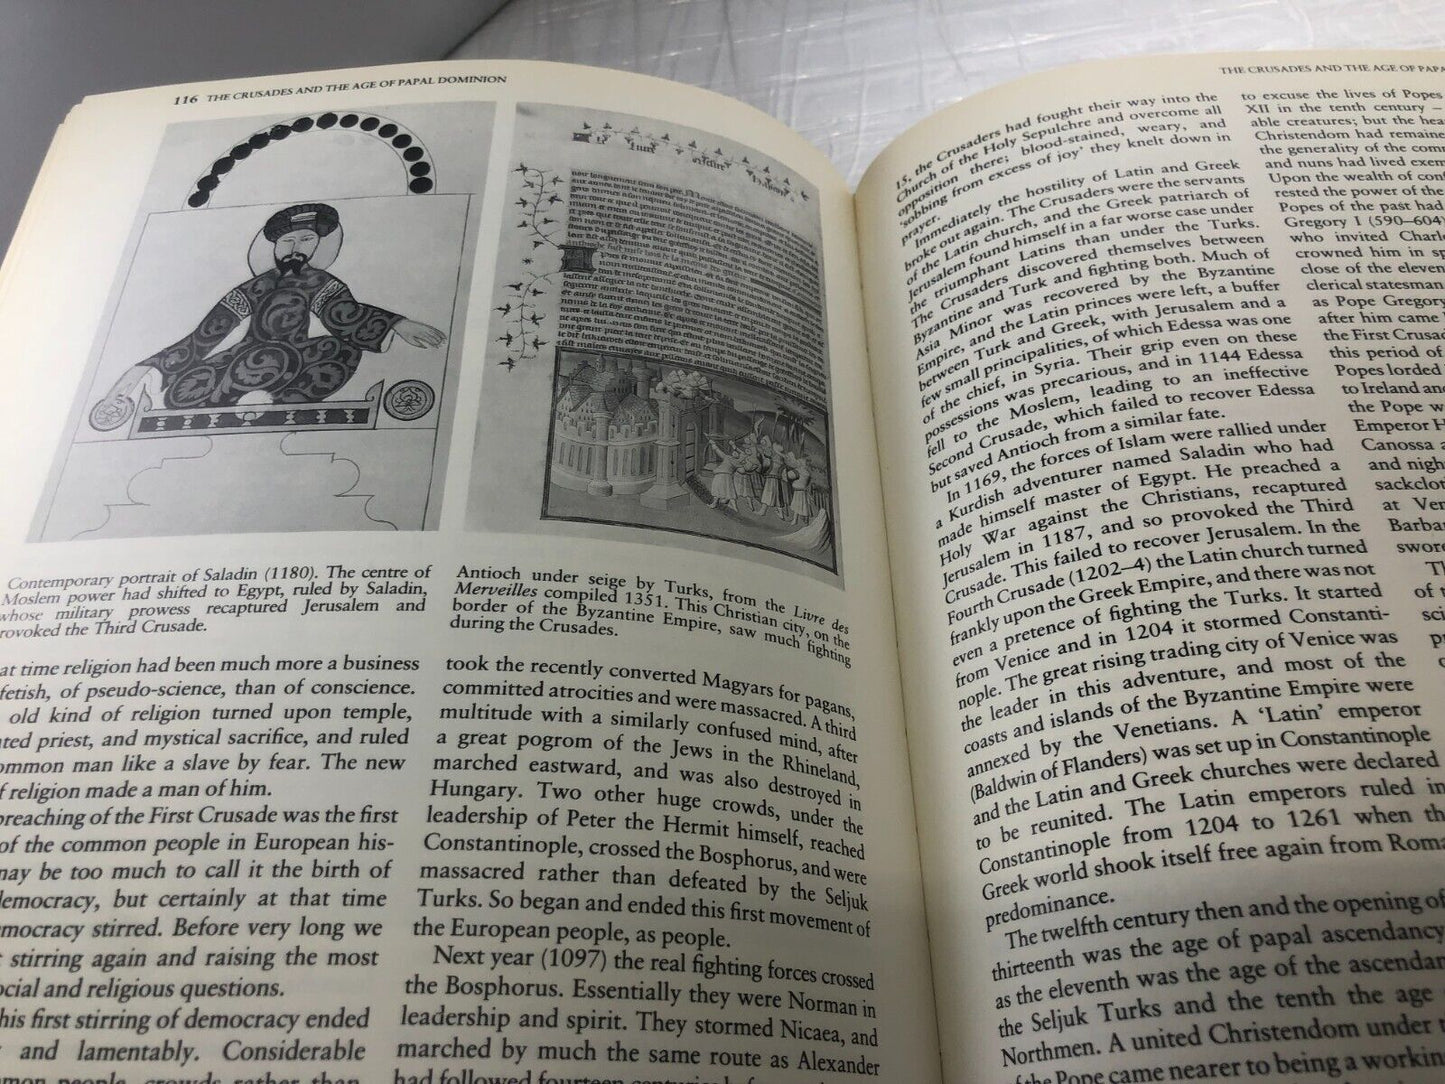 116 THE CRUSADES AND THE AGE OF PAPAL DOMINION
Contemporary portrait of Saladin (1180). The centre of
Moslem power had shifted to Egypt, ruled by Saladin,
whose military prowess recaptured Jerusalem and
rovoked the Third Crusade.
Antioch under seige by Turks, from the Livre des
Merveilles compiled 1351. This Christian city, on the
border of the Byzantine Empire, saw much fighting
during the Crusades.
at time religion had been much more a business
fetish, of pseudo-science, than of conscience.
old kind of religion turned upon temple,
ated priest, and mystical sacrifice, and ruled
ommon man like a slave by fear. The new
f religion made a man of him.
preaching of the First Crusade was the first
of the common people in European his-
may be too much to call it the birth of
democracy, but certainly at that time
mocracy stirred. Before very long we
t stirring again and raising the most
ocial and religious questions.
his first stirring of democracy ended
and lamentably. Considerable
mon people, crowds rather than
took the recently converted Magyars for pagans,
committed atrocities and were massacred. A third
multitude with a similarly confused mind, after
a great pogrom of the Jews in the Rhineland,
marched eastward, and was also destroyed in
Hungary. Two other huge crowds, under the
leadership of Peter the Hermit himself, reached
Constantinople, crossed the Bosphorus, and were
massacred rather than defeated by the Seljuk
Turks. So began and ended this first movement of
the European people, as people.
Next year (1097) the real fighting forces crossed
the Bosphorus. Essentially they were Norman in
leadership and spirit. They stormed Nicaea, and
marched by much the same route as Alexander
had followed fourteen centuries before
THE CRUSADES AND THE AGE OF PAPA
15, the Crusaders had fought their way into the
Church of the Holy Sepulchre and overcome all
opposition there; blood-stained, weary, and
'sobbing from excess of joy' they knelt down in
prayer.
Immediately the hostility of Latin and Greek
broke out again. The Crusaders were the servants
of the Latin church, and the Greek patriarch of
Jerusalem found himself in a far worse case under
the triumphant Latins than under the Turks.
The Crusaders discovered themselves between
Byzantine and Turk and fighting both. Much of
Asia Minor was recovered by the Byzantine
Empire, and the Latin princes were left, a buffer
between Turk and Greek, with Jerusalem and a
few small principalities, of which Edessa was one
of the chief, in Syria. Their grip even on these
possessions was precarious, and in 1144 Edessa
fell to the Moslem, leading to an ineffective
Second Crusade, which failed to recover Edessa
but saved Antioch from a similar fate.
In 1169, the forces of Islam were rallied under
a Kurdish adventurer named Saladin who had
made himself master of Egypt. He preached a
Holy War against the Christians, recaptured
Jerusalem in 1187, and so provoked the Third
Crusade. This failed to recover Jerusalem. In the
Fourth Crusade (1202–4) the Latin church turned
frankly upon the Greek Empire, and there was not
even a pretence of fighting the Turks. It started
from Venice and in 1204 it stormed Constanti-
nople. The great rising trading city of Venice was
the leader in this adventure, and most of the
coasts and islands of the Byzantine Empire were
annexed by the Venetians. A 'Latin' emperor
(Baldwin of Flanders) was set up in Constantinople
and the Latin and Greek churches were declared
to be reunited. The Latin emperors ruled in
Constantinople from 1204 to 1261 when the
Greek world shook itself free again from Roma
predominance.
The twelfth century then and the opening of
thirteenth was the age of papal ascendancy
as the eleventh was the age of the ascendan
the Seljuk Turks and the tenth the age
Northmen. A united Christendom under t
of the Pope came nearer to being a working
to excuse the lives of Popes
XII in the tenth century –
able creatures; but the hea
Christendom had remaine
the generality of the comm
and nuns had lived exem
Upon the wealth of conf
rested the power of the
Popes of the past had
Gregory 1 (590–604)
who invited Charle
crowned him in sp
close of the eleven
clerical statesman
as Pope Gregory
after him came
the First Crusad
this period of
Popes lorded
to Ireland and
the Pope w
Emperor H
Canossa a
and night
sackcloth
at Ven
Barbar
swore
Th
of t
sci
pr